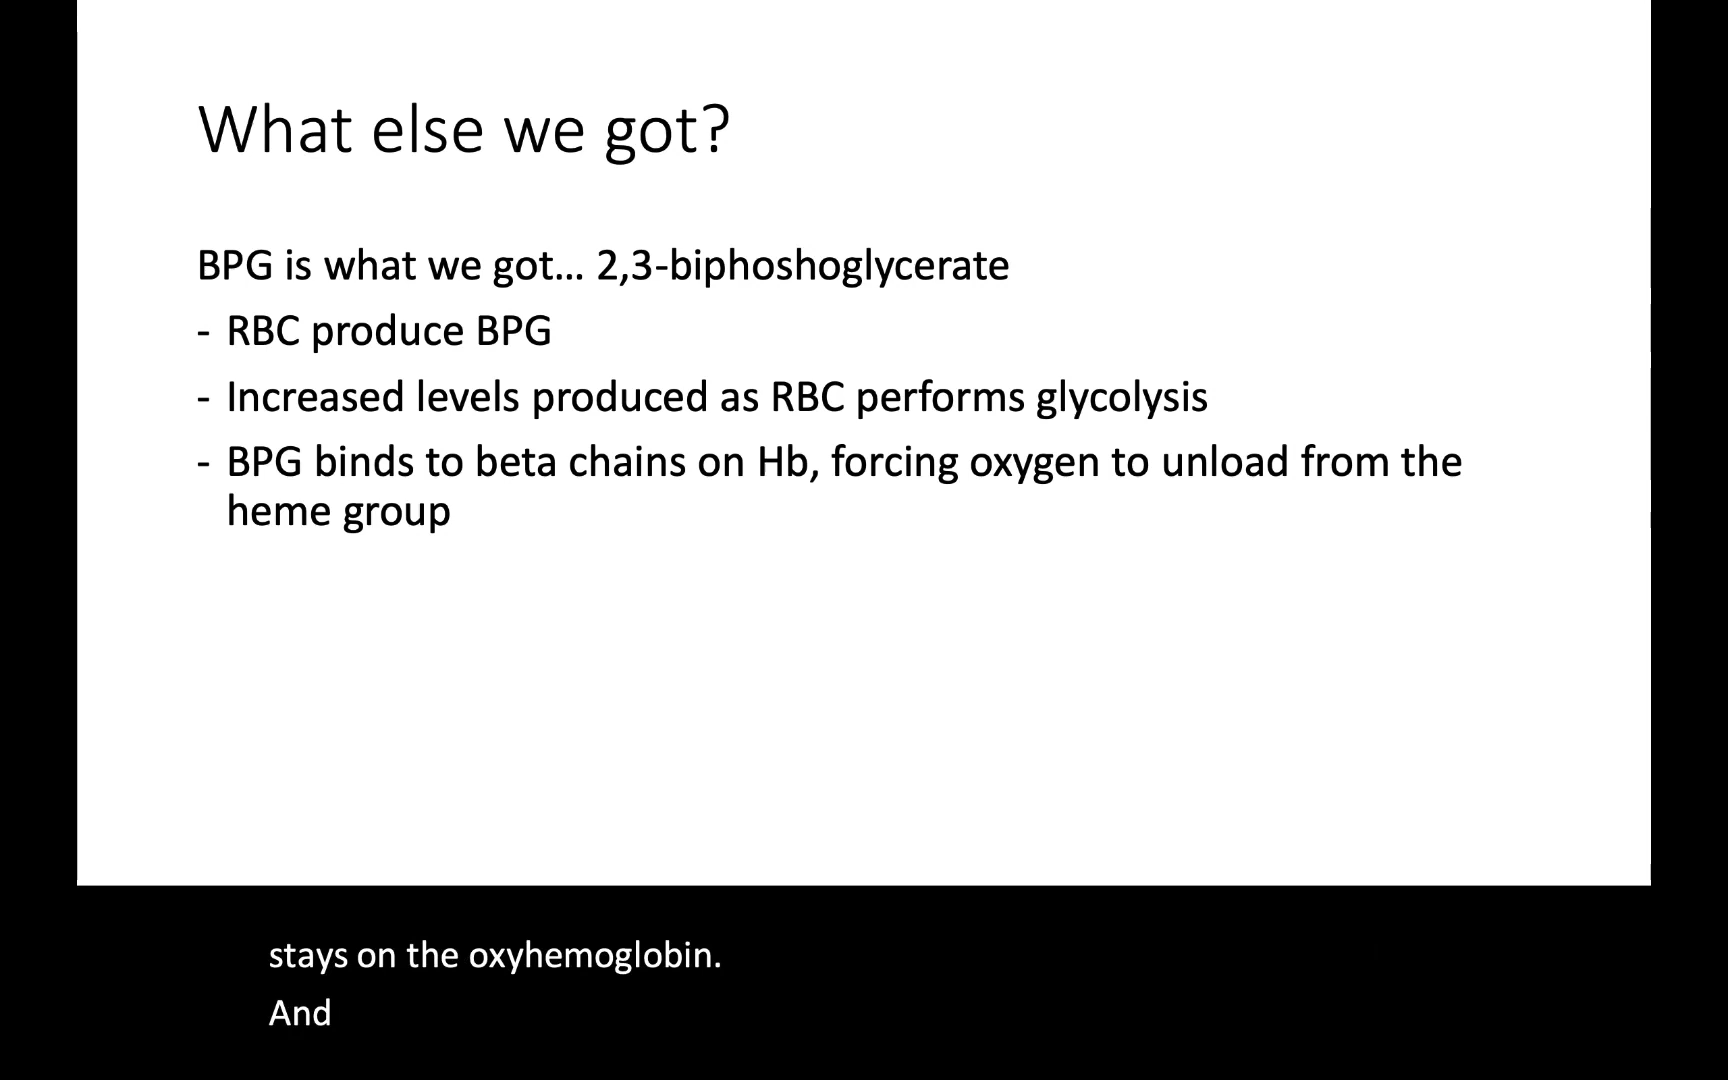 What else we got?
BPG is what we got... 2,3-biphoshoglycerate
- RBC produce BPG
- Increased levels produced as RBC performs glycolysis
- BPG binds to beta chains on Hb, forcing oxygen to unload from the
heme group
stays on the oxyhemoglobin.
And